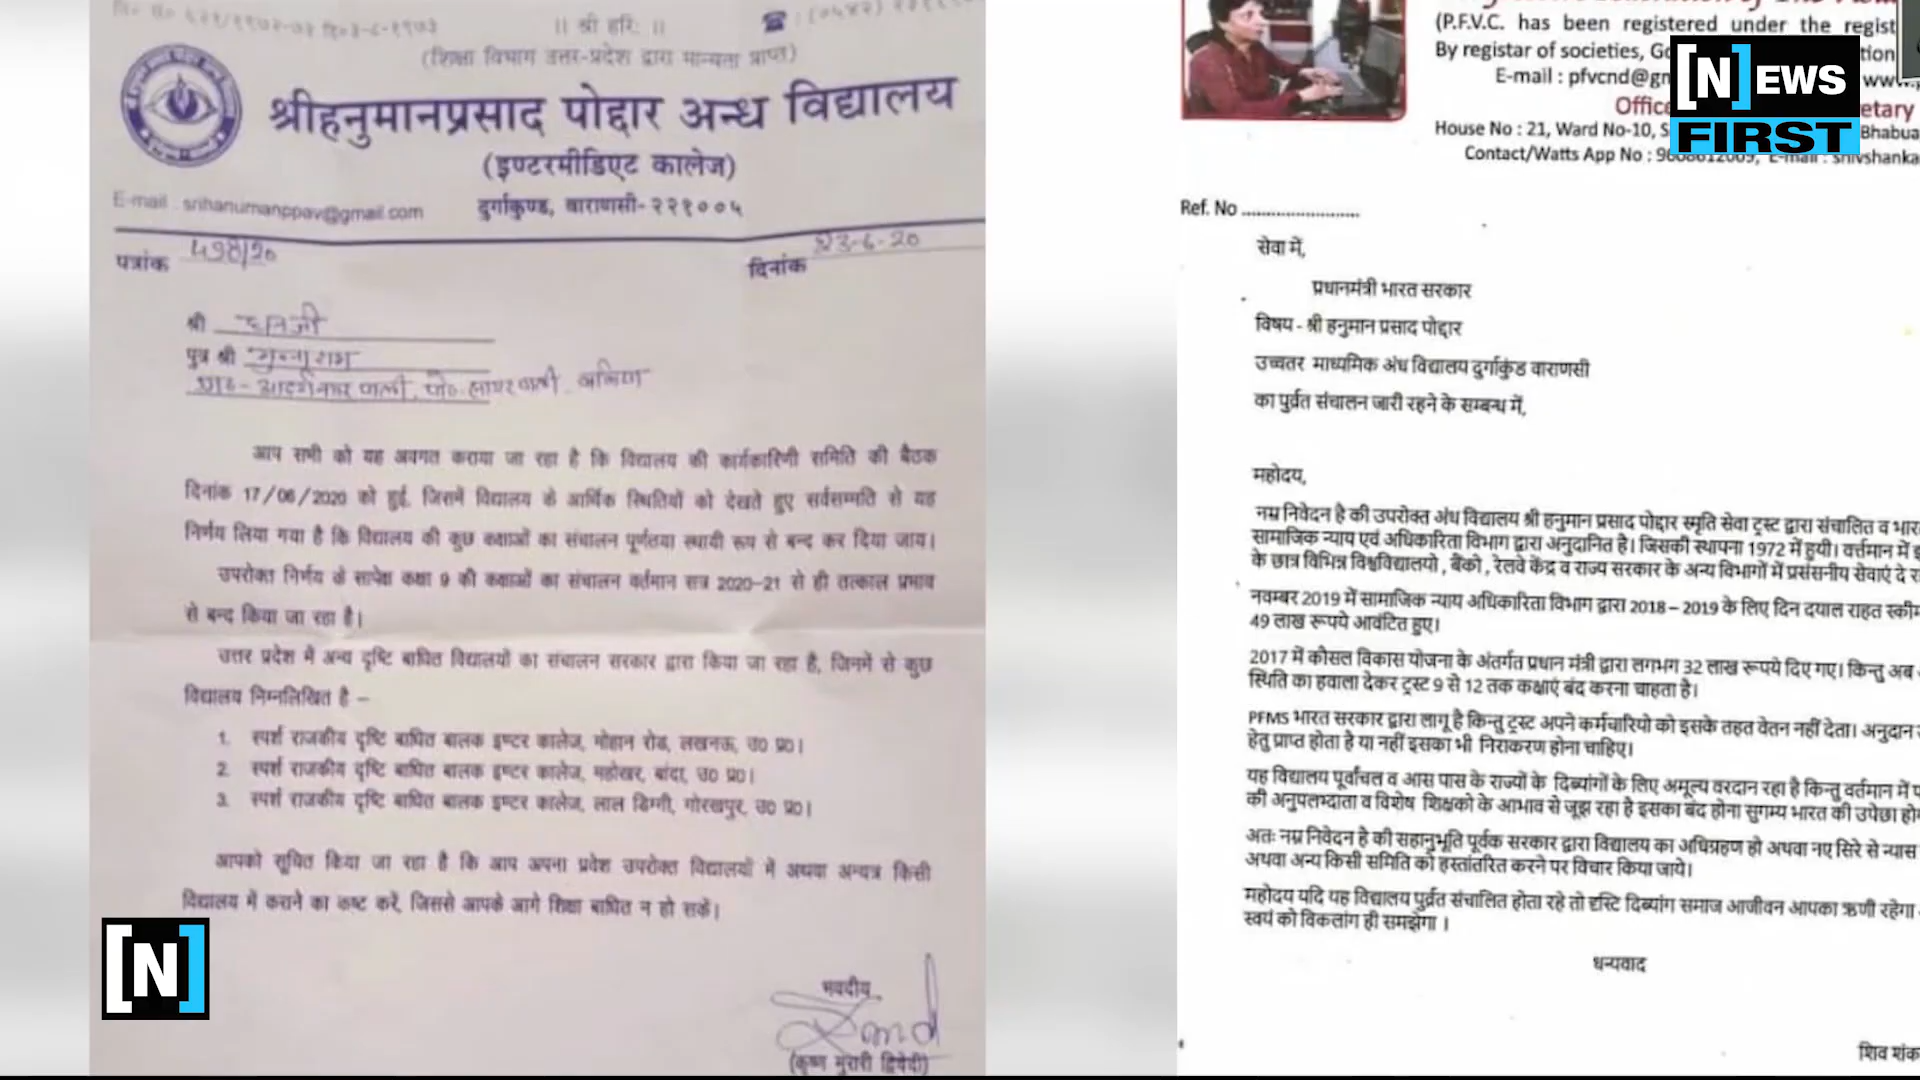 || श्री हरिः ||
(शिक्षा विभाग उत्तर-प्रदेश द्वारा मान्यता प्राप्त)
श्रीहनुमानप्रसाद पोद्दार अन्ध विद्यालय
(इण्टरमीडिएट कालेज)
E-mail : srihanumanppav@gmail.com
दुर्गाकुण्ड, वाराणसी-२२१००५
पत्रांक
दिनांक
श्री
पुत्र श्री
आप सभी को यह अवगत कराया जा रहा है कि विद्यालय की कार्यकारिणी समिति की बैठक
दिनांक 17/06/2020 को हुई, जिसमें विद्यालय के आर्थिक स्थितियों को देखते हुए सर्वसम्मति से यह
निर्णय लिया गया है कि विद्यालय की कुछ कक्षाओं का संचालन पूर्णतया स्थायी रूप से बन्द कर दिया जाय।
उपरोक्त निर्णय के सापेक्ष कक्षा 9 की कक्षाओं का संचालन वर्तमान सत्र 2020-21 से ही तत्काल प्रभाव
से बन्द किया जा रहा है।
उत्तर प्रदेश में अन्य दृष्टि बाधित विद्यालयों का संचालन सरकार द्वारा किया जा रहा है, जिनमें से कुछ
विद्यालय निम्नलिखित है –
1. स्पर्श राजकीय दृष्टि बाधित बालक इण्टर कालेज, मोहान रोड, लखनऊ, उ0 प्र0।
2. स्पर्श राजकीय दृष्टि बाधित बालक इण्टर कालेज, महोखर, बांदा, उ0 प्र0।
3. स्पर्श राजकीय दृष्टि बाधित बालक इण्टर कालेज, लाल डिग्गी, गोरखपुर, उ0 प्र0।
आपको सूचित किया जा रहा है कि आप अपना प्रवेश उपरोक्त विद्यालयों में अथवा अन्यत्र किसी
विद्यालय में कराने का कष्ट करें, जिससे आपके आगे शिक्षा बाधित न हो सकें।
भवदीय
(कृष्ण मुरारी द्विवेदी)
[N]
(P.F.V.C. has been registered under the regist
By registar of societies,
E-mail : pfvcnd@gm
Office
etary
House No : 21, Ward No-10, S
Bhabua
Contact/Watts App No : 9608612009, E-mail : shivshanka
[N]EWS
FIRST
Ref. No
सेवा में,
प्रधानमंत्री भारत सरकार
विषय - श्री हनुमान प्रसाद पोद्दार
उच्चतर माध्यमिक अंध विद्यालय दुर्गाकुंड वाराणसी
का पुर्व्रत संचालन जारी रहने के सम्बन्ध में,
महोदय,
नम्र निवेदन है की उपरोक्त अंध विद्यालय श्री हनुमान प्रसाद पोद्दार स्मृति सेवा ट्रस्ट द्वारा संचालित व भार
सामाजिक न्याय एवं अधिकारिता विभाग द्वारा अनुदानित है। जिसकी स्थापना 1972 में हुयी। वर्त्तमान में
के छात्र विभिन्न विश्वविद्यालयो, बैंको, रेलवे केंद्र व राज्य सरकार के अन्य विभागों में प्रसंसनीय सेवाएं दे र
नवम्बर 2019 में सामाजिक न्याय अधिकारिता विभाग द्वारा 2018 – 2019 के लिए दिन दयाल राहत स्कीम
49 लाख रूपये आवंटित हुए।
2017 में कौसल विकास योजना के अंतर्गत प्रधान मंत्री द्वारा लगभग 32 लाख रूपये दिए गए। किन्तु अब
स्थिति का हवाला देकर ट्रस्ट 9 से 12 तक कक्षाएं बंद करना चाहता है।
PFMS भारत सरकार द्वारा लागू है किन्तु ट्रस्ट अपने कर्मचारियो को इसके तहत वेतन नहीं देता। अनुदान
हेतु प्राप्त होता है या नहीं इसका भी निराकरण होना चाहिए।
यह विद्यालय पूर्वांचल व आस पास के राज्यों के दिब्यांगों के लिए अमूल्य वरदान रहा है किन्तु वर्तमान में
की अनुपलभ्दाता व विशेष शिक्षको के आभाव से जूझ रहा है इसका बंद होना सुगम्य भारत की उपेछा हो
अतः नम्र निवेदन है की सहानुभूति पूर्वक सरकार द्वारा विद्यालय का अधिग्रहण हो अथवा नए सिरे से न्यास
अथवा अन्य किसी समिति को हस्तांतरित करने पर विचार किया जाये।
महोदय यदि यह विद्यालय पुर्व्रत संचालित होता रहे तो दृस्टि दिब्यांग समाज आजीवन आपका ऋणी रहेगा
स्वयं को विकलांग ही समझेगा ।
धन्यवाद
शिव शंक